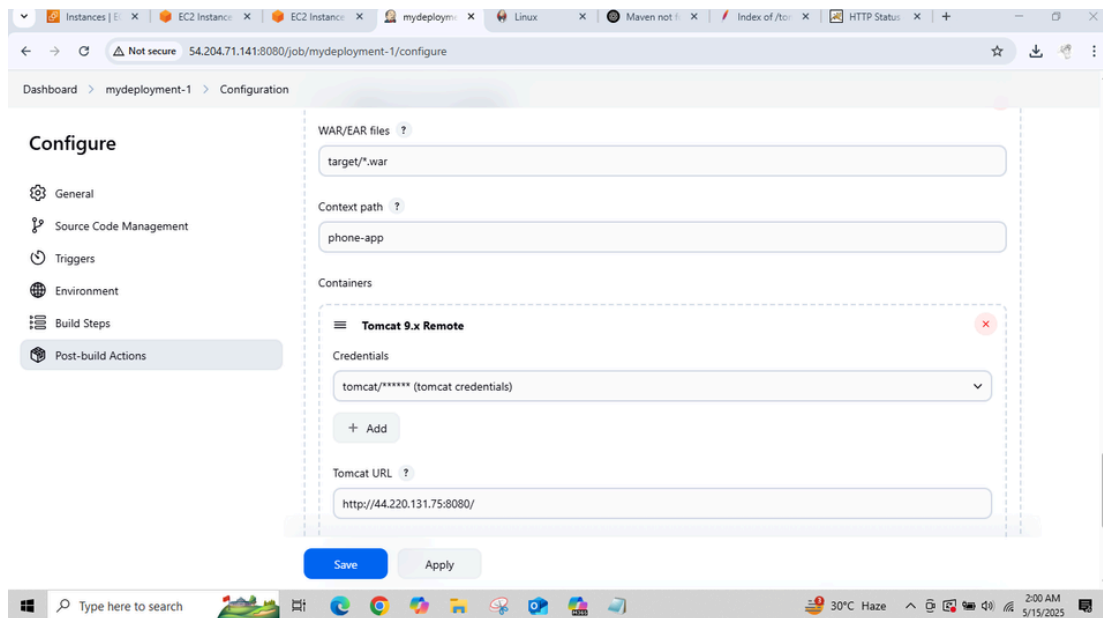 Instances | EC
EC2 Instance
EC2 Instance
mydeployme
Linux
Maven not f
Index of /ton
HTTP Status
Not secure 54.204.71.141:8080/job/mydeployment-1/configure
Dashboard > mydeployment-1 > Configuration
Configure
General
Source Code Management
Triggers
Environment
Build Steps
Post-build Actions
WAR/EAR files ?
target/*.war
Context path ?
phone-app
Containers
Tomcat 9.x Remote
Credentials
tomcat/****** (tomcat credentials)
+ Add
Tomcat URL ?
http://44.220.131.75:8080/
Save
Apply
Type here to search
30°C Haze
2:00 AM
5/15/2025